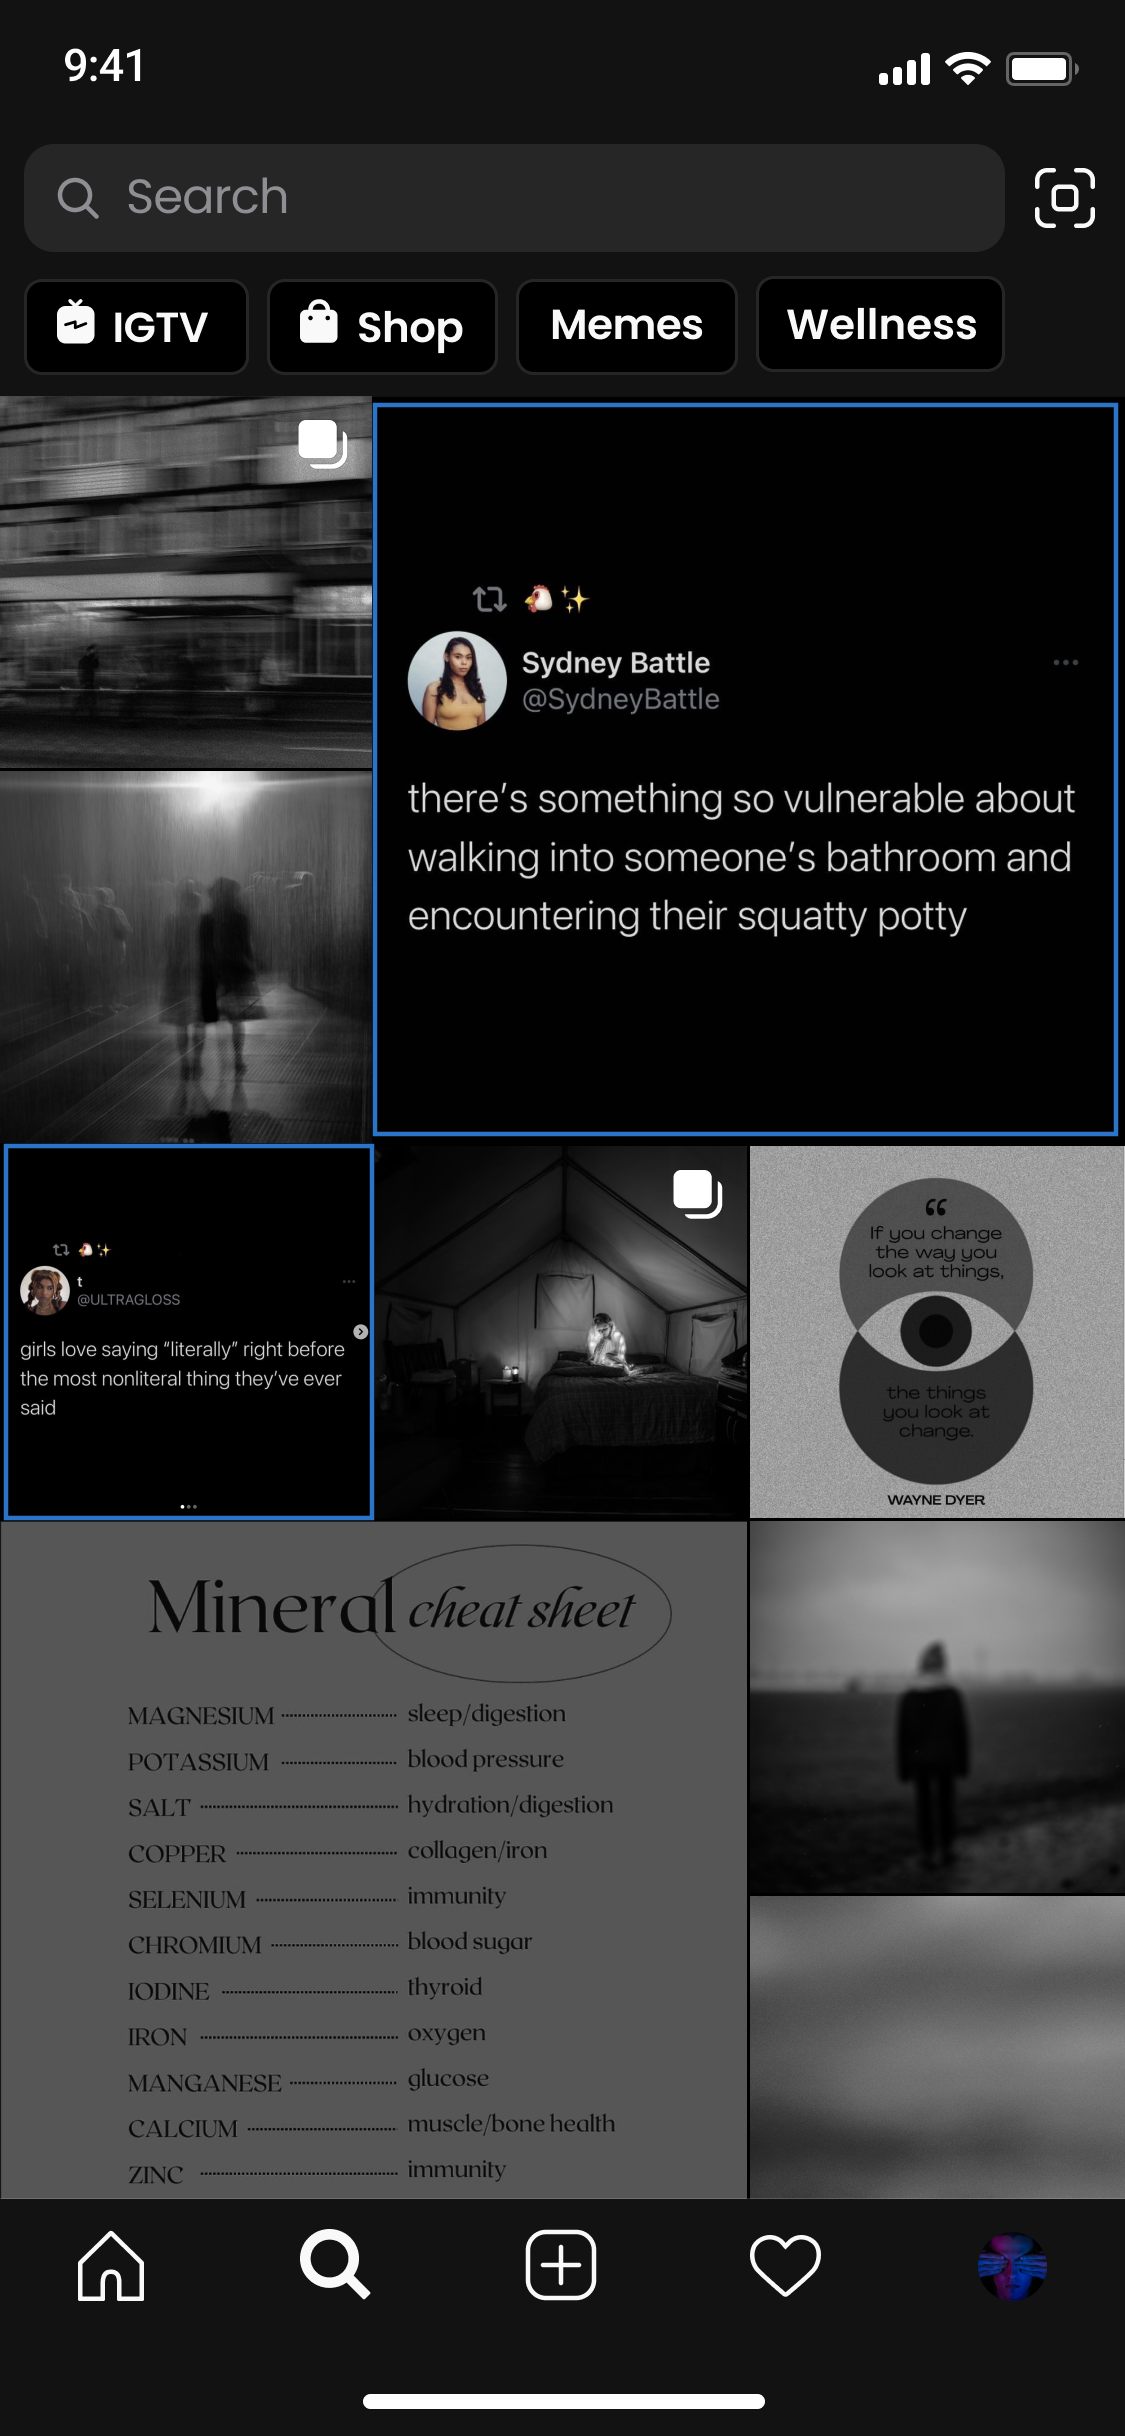 9:41
Search
IGTV
Shop
Memes
Wellness
Sydney Battle
@SydneyBattle
there's something so vulnerable about
walking into someone's bathroom and
encountering their squatty potty
t
@ULTRAGLOSS
girls love saying "literally" right before
the most nonliteral thing they've ever
said
“
If you change
the way you
look at things,
the things
you look at
change.
WAYNE DYER
Mineral cheat sheet
MAGNESIUM sleep/digestion
POTASSIUM blood pressure
SALT hydration/digestion
COPPER collagen/iron
SELENIUM immunity
CHROMIUM blood sugar
IODINE thyroid
IRON oxygen
MANGANESE glucose
CALCIUM muscle/bone health
ZINC immunity